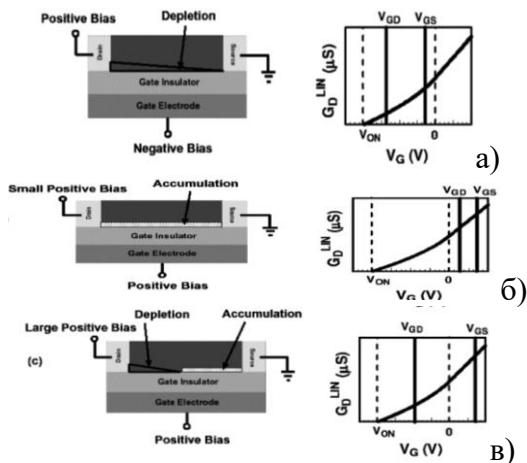 Positive Bias
Depletion
Drain
Source
Gate Insulator
Gate Electrode
Negative Bias
V_GD V_GS
G_D^LIN (µS)
V_ON 0
V_G (V)
а)
Small Positive Bias
Accumulation
Drain
Source
Gate Insulator
Gate Electrode
Positive Bias
V_GD V_GS
G_D^LIN (µS)
V_ON 0
V_G (V)
б)
Large Positive Bias
Depletion
Accumulation
(c)
Drain
Source
Gate Insulator
Gate Electrode
Positive Bias
V_GD V_GS
G_D^LIN (µS)
V_ON 0
V_G (V)
в)